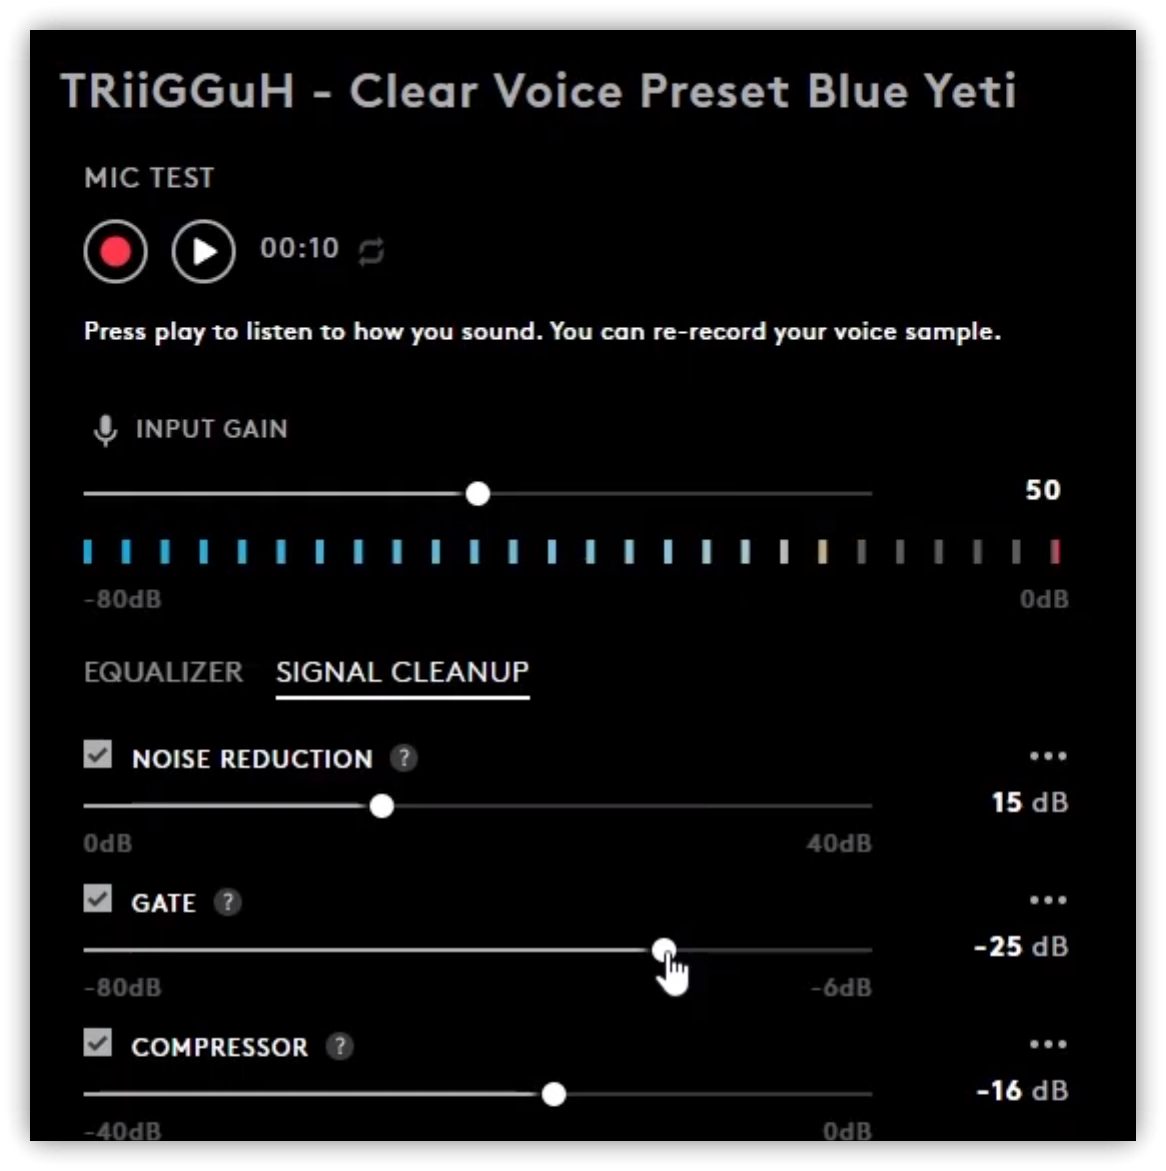 TRiiGGuH - Clear Voice Preset Blue Yeti
MIC TEST
00:10
Press play to listen to how you sound. You can re-record your voice sample.
INPUT GAIN
50
-80dB 0dB
EQUALIZER SIGNAL CLEANUP
NOISE REDUCTION ? •••
15 dB
0dB 40dB
GATE ? •••
-25 dB
-80dB -6dB
COMPRESSOR ? •••
-16 dB
-40dB 0dB